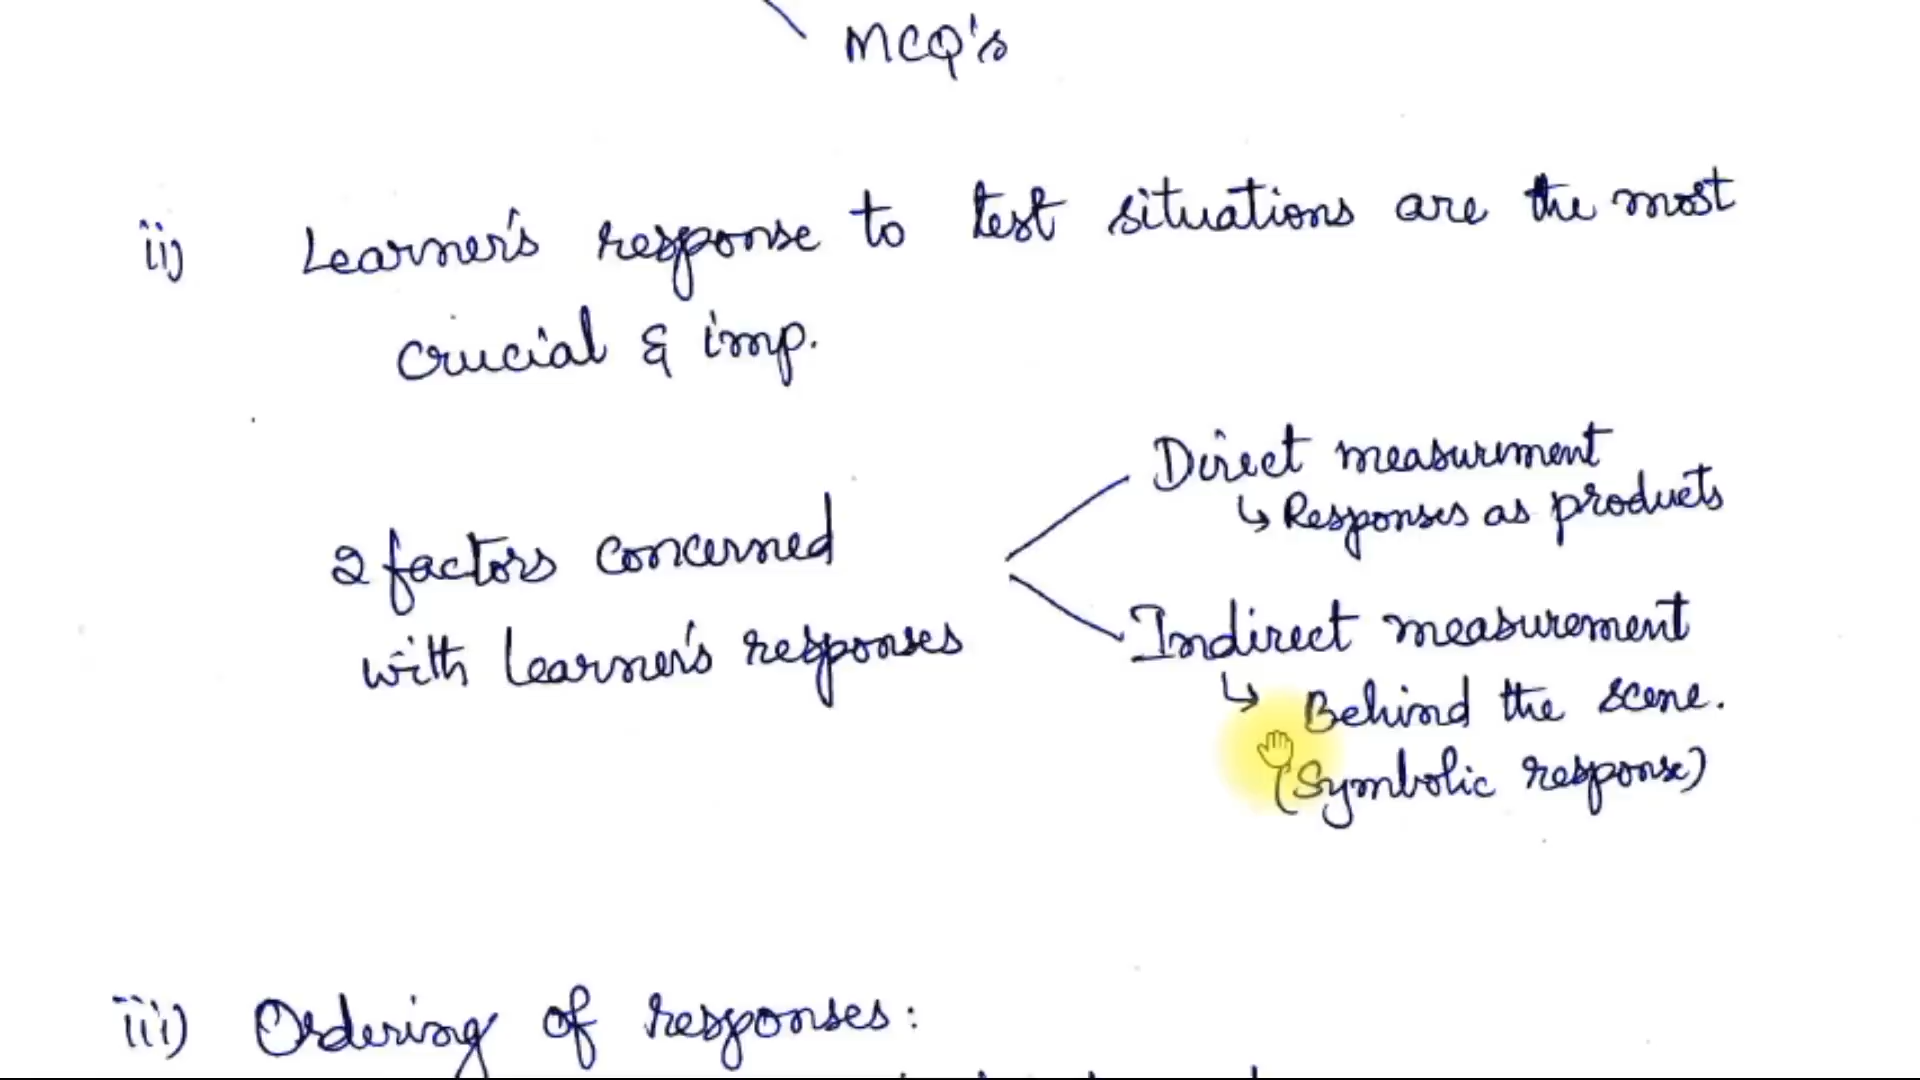 MCQ's
ii) Learner's response to test situations are the most
crucial & imp.
2 factors concerned
with learner's responses
Direct measurment
↳ Responses as products
Indirect measurement
↳ Behind the scene.
(Symbolic response)
iii) Ordering of responses: